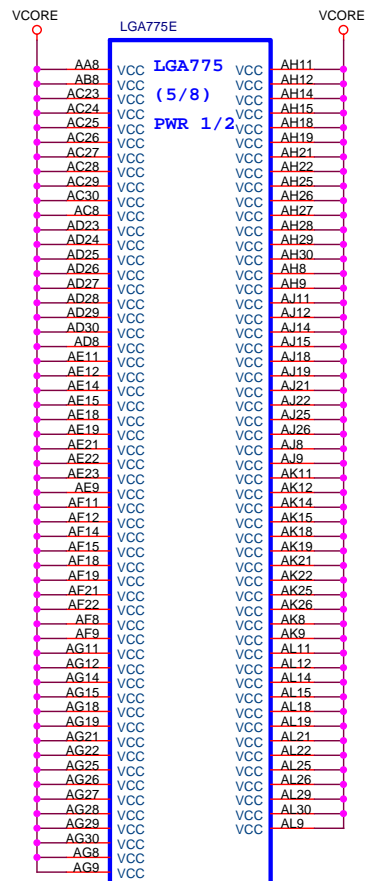 VCORE
VCORE
LGA775E
LGA775
(5/8)
PWR 1/2
AA8 VCC VCC AH11
AB8 VCC VCC AH12
AC23 VCC VCC AH14
AC24 VCC VCC AH15
AC25 VCC VCC AH18
AC26 VCC VCC AH19
AC27 VCC VCC AH21
AC28 VCC VCC AH22
AC29 VCC VCC AH25
AC30 VCC VCC AH26
AC8 VCC VCC AH27
AD23 VCC VCC AH28
AD24 VCC VCC AH29
AD25 VCC VCC AH30
AD26 VCC VCC AH8
AD27 VCC VCC AH9
AD28 VCC VCC AJ11
AD29 VCC VCC AJ12
AD30 VCC VCC AJ14
AD8 VCC VCC AJ15
AE11 VCC VCC AJ18
AE12 VCC VCC AJ19
AE14 VCC VCC AJ21
AE15 VCC VCC AJ22
AE18 VCC VCC AJ25
AE19 VCC VCC AJ26
AE21 VCC VCC AJ8
AE22 VCC VCC AJ9
AE23 VCC VCC AK11
AE9 VCC VCC AK12
AF11 VCC VCC AK14
AF12 VCC VCC AK15
AF14 VCC VCC AK18
AF15 VCC VCC AK19
AF18 VCC VCC AK21
AF19 VCC VCC AK22
AF21 VCC VCC AK25
AF22 VCC VCC AK26
AF8 VCC VCC AK8
AF9 VCC VCC AK9
AG11 VCC VCC AL11
AG12 VCC VCC AL12
AG14 VCC VCC AL14
AG15 VCC VCC AL15
AG18 VCC VCC AL18
AG19 VCC VCC AL19
AG21 VCC VCC AL21
AG22 VCC VCC AL22
AG25 VCC VCC AL25
AG26 VCC VCC AL26
AG27 VCC VCC AL29
AG28 VCC VCC AL30
AG29 VCC VCC AL9
AG30 VCC
AG8 VCC
AG9 VCC